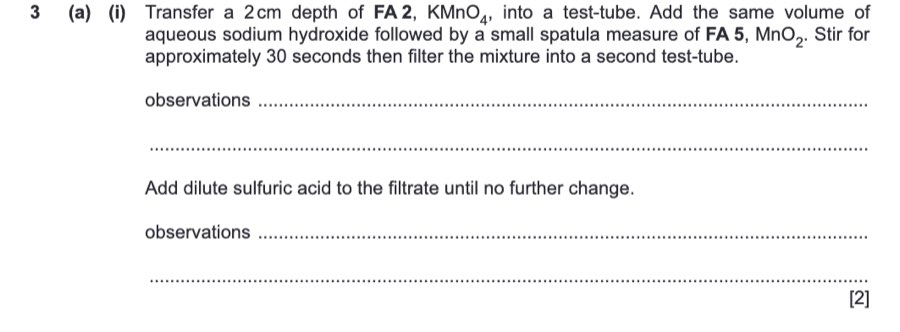 3 (a) (i) Transfer a 2 cm depth of FA 2, KMnO₄, into a test-tube. Add the same volume of
aqueous sodium hydroxide followed by a small spatula measure of FA 5, MnO₂. Stir for
approximately 30 seconds then filter the mixture into a second test-tube.
observations ..........................................................................................................................
..........................................................................................................................................
Add dilute sulfuric acid to the filtrate until no further change.
observations ..........................................................................................................................
..........................................................................................................................................
[2]